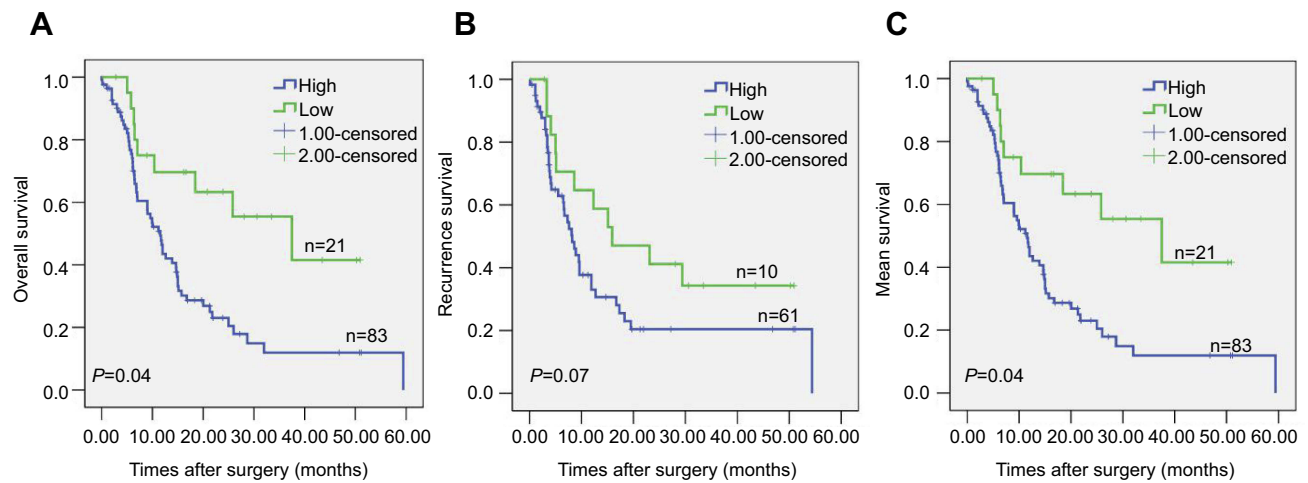 A
Overall survival
1.0
0.8
0.6
0.4
0.2
0.0
High
Low
1.00-censored
2.00-censored
n=21
n=83
P=0.04
0.00 10.00 20.00 30.00 40.00 50.00 60.00
Times after surgery (months)
B
Recurrence survival
1.0
0.8
0.6
0.4
0.2
0.0
High
Low
1.00-censored
2.00-censored
n=10
n=61
P=0.07
0.00 10.00 20.00 30.00 40.00 50.00 60.00
Times after surgery (months)
C
Mean survival
1.0
0.8
0.6
0.4
0.2
0.0
High
Low
1.00-censored
2.00-censored
n=21
n=83
P=0.04
0.00 10.00 20.00 30.00 40.00 50.00 60.00
Times after surgery (months)